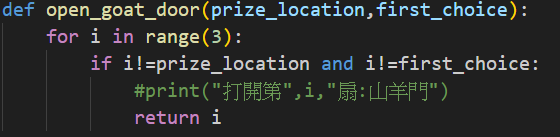 def open_goat_door(prize_location,first_choice):
    for i in range(3):
        if i!=prize_location and i!=first_choice:
            #print("打開第",i,"扇:山羊門")
            return i